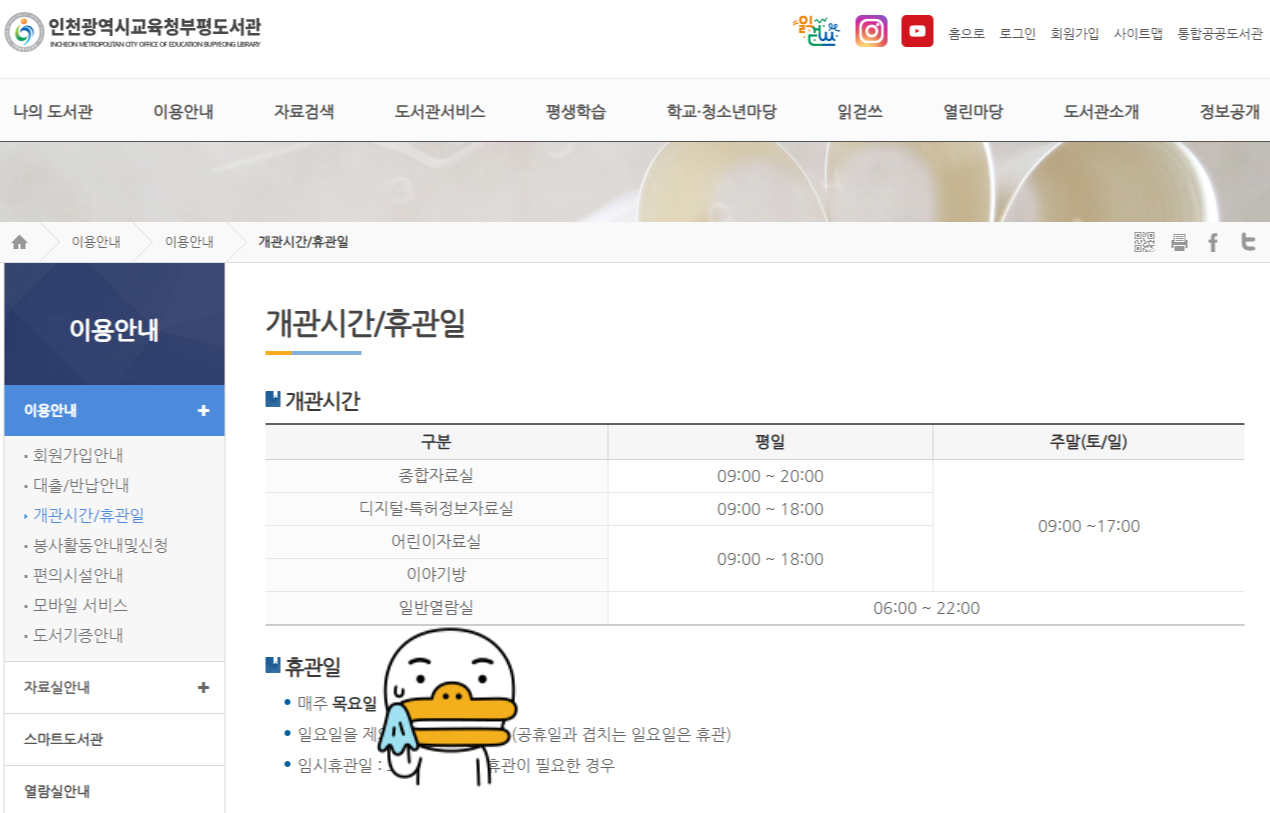 인천광역시교육청부평도서관
INCHEON METROPOLITAN CITY OFFICE OF EDUCATION BUPYEONG LIBRARY
읽걷쓰
홈으로 로그인 회원가입 사이트맵 통합공공도서관
나의 도서관 이용안내 자료검색 도서관서비스 평생학습 학교·청소년마당 읽걷쓰 열린마당 도서관소개 정보공개
이용안내 이용안내 개관시간/휴관일
이용안내
이용안내 +
회원가입안내
대출/반납안내
개관시간/휴관일
봉사활동안내및신청
편의시설안내
모바일 서비스
도서기증안내
자료실안내 +
스마트도서관
열람실안내
개관시간/휴관일
개관시간
구분 평일 주말(토/일)
종합자료실 09:00 ~ 20:00
디지털·특허정보자료실 09:00 ~ 18:00
어린이자료실
이야기방
09:00 ~ 18:00
09:00 ~17:00
일반열람실 06:00 ~ 22:00
휴관일
매주 목요일
일요일을 (공휴일과 겹치는 일요일은 휴관)
임시휴관일 : 휴관이 필요한 경우